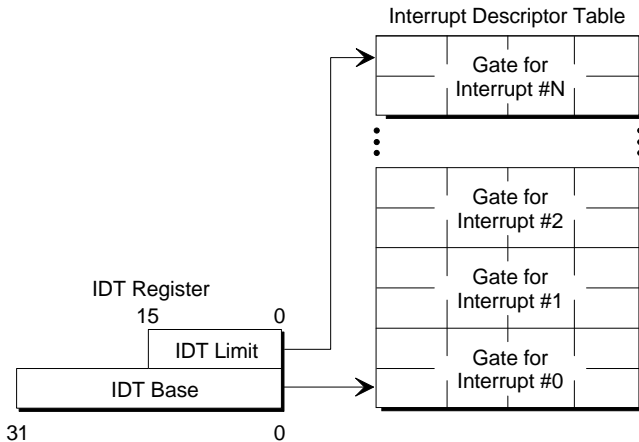 Interrupt Descriptor Table
Gate for
Interrupt #N
Gate for
Interrupt #2
Gate for
Interrupt #1
Gate for
Interrupt #0
IDT Register
15 0
IDT Limit
IDT Base
31 0